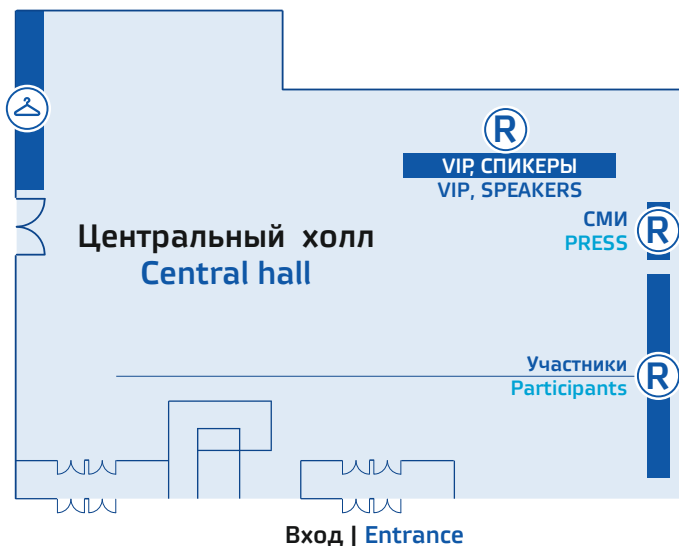 R
VIP, СПИКЕРЫ
VIP, SPEAKERS
СМИ
PRESS
R
Центральный холл
Central hall
Участники
Participants
R
Вход | Entrance